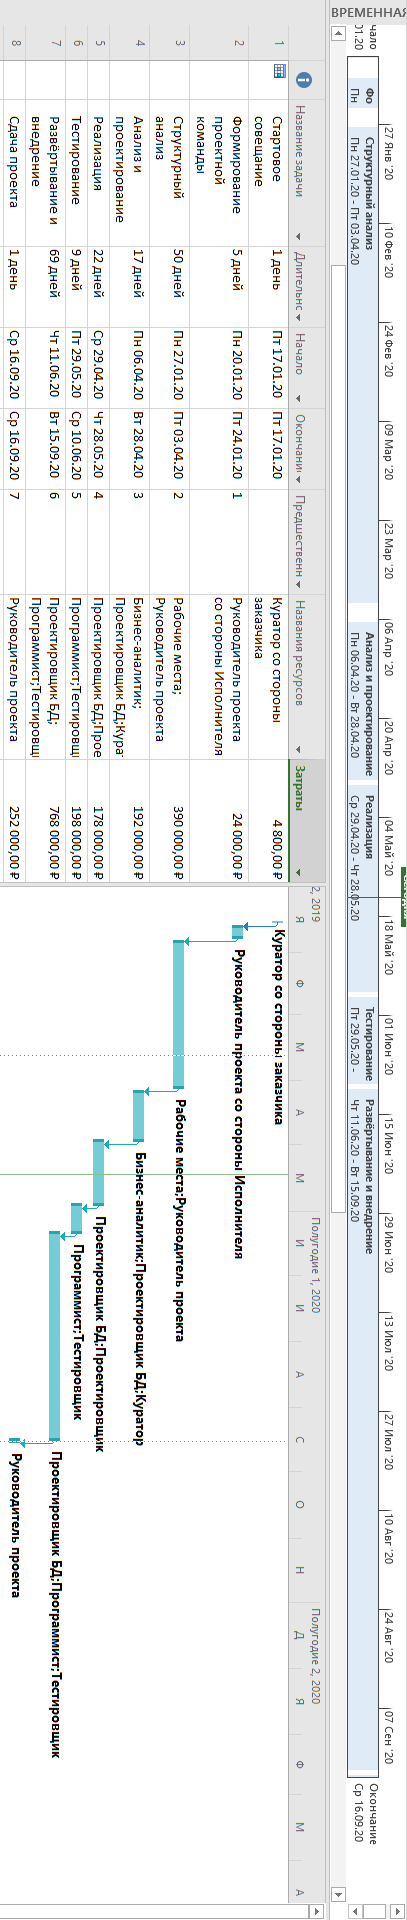 ВРЕМЕННАЯ
27 Янв '20
10 Фев '20
24 Фев '20
09 Мар '20
23 Мар '20
06 Апр '20
20 Апр '20
04 Май '20
18 Май '20
01 Июн '20
15 Июн '20
29 Июн '20
13 Июл '20
27 Июл '20
10 Авг '20
24 Авг '20
07 Сен '20
чало
01.20
Фо
Пн
Структурный анализ
Пн 27.01.20 - Пт 03.04.20
Анализ и проектирование
Пн 06.04.20 - Вт 28.04.20
Реализация
Ср 29.04.20 - Чт 28.05.20
Тестирование
Пт 29.05.20 -
Развёртывание и внедрение
Чт 11.06.20 - Вт 15.09.20
Окончание
Ср 16.09.20
Название задачи
Длительнс
Начало
Окончани
Предшественн
Названия ресурсов
Затраты
1 Стартовое совещание 1 день Пт 17.01.20 Пт 17.01.20 Куратор со стороны заказчика 4 800,00 ₽
2 Формирование проектной команды 5 дней Пн 20.01.20 Пт 24.01.20 1 Руководитель проекта со стороны Исполнителя 24 000,00 ₽
3 Структурный анализ 50 дней Пн 27.01.20 Пт 03.04.20 2 Рабочие места; Руководитель проекта 390 000,00 ₽
4 Анализ и проектирование 17 дней Пн 06.04.20 Вт 28.04.20 3 Бизнес-аналитик; Проектировщик БД;Кура 192 000,00 ₽
5 Реализация 22 дней Ср 29.04.20 Чт 28.05.20 4 Проектировщик БД;Прое 178 000,00 ₽
6 Тестирование 9 дней Пт 29.05.20 Ср 10.06.20 5 Программист;Тестировщ 198 000,00 ₽
7 Развёртывание и внедрение 69 дней Чт 11.06.20 Вт 15.09.20 6 Проектировщик БД; Программист;Тестировщ 768 000,00 ₽
8 Сдача проекта 1 день Ср 16.09.20 Ср 16.09.20 7 Руководитель проекта 252 000,00 ₽
2, 2019
Полугодие 1, 2020
Полугодие 2, 2020
Я Ф М А М И И А С О Н Д Я Ф М А
Куратор со стороны заказчика
Руководитель проекта со стороны Исполнителя
Рабочие места;Руководитель проекта
Бизнес-аналитик;Проектировщик БД;Куратор
Проектировщик БД;Проектировщик
Программист;Тестировщик
Проектировщик БД;Программист;Тестировщик
Руководитель проекта